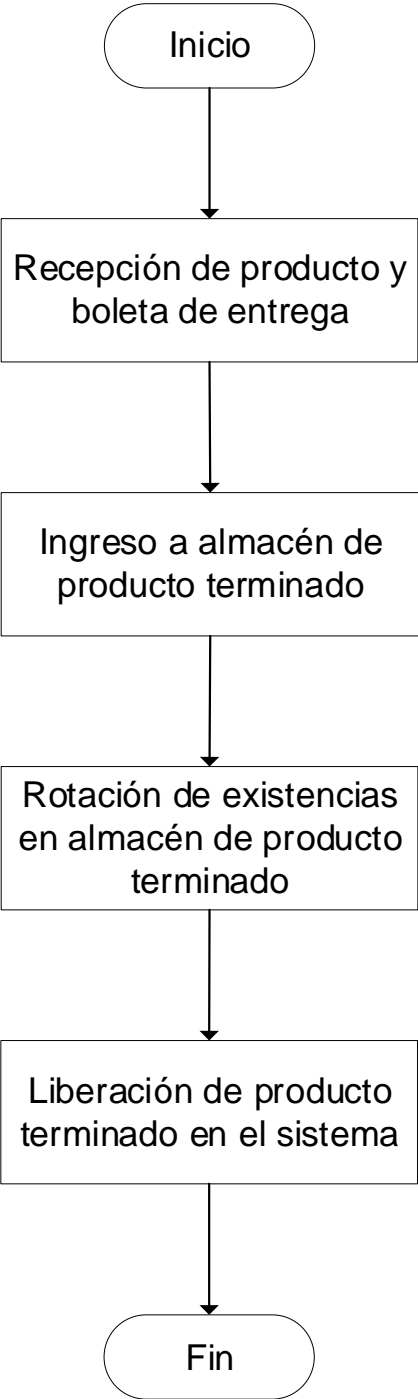 Inicio
Recepción de producto y
boleta de entrega
Ingreso a almacén de
producto terminado
Rotación de existencias
en almacén de producto
terminado
Liberación de producto
terminado en el sistema
Fin